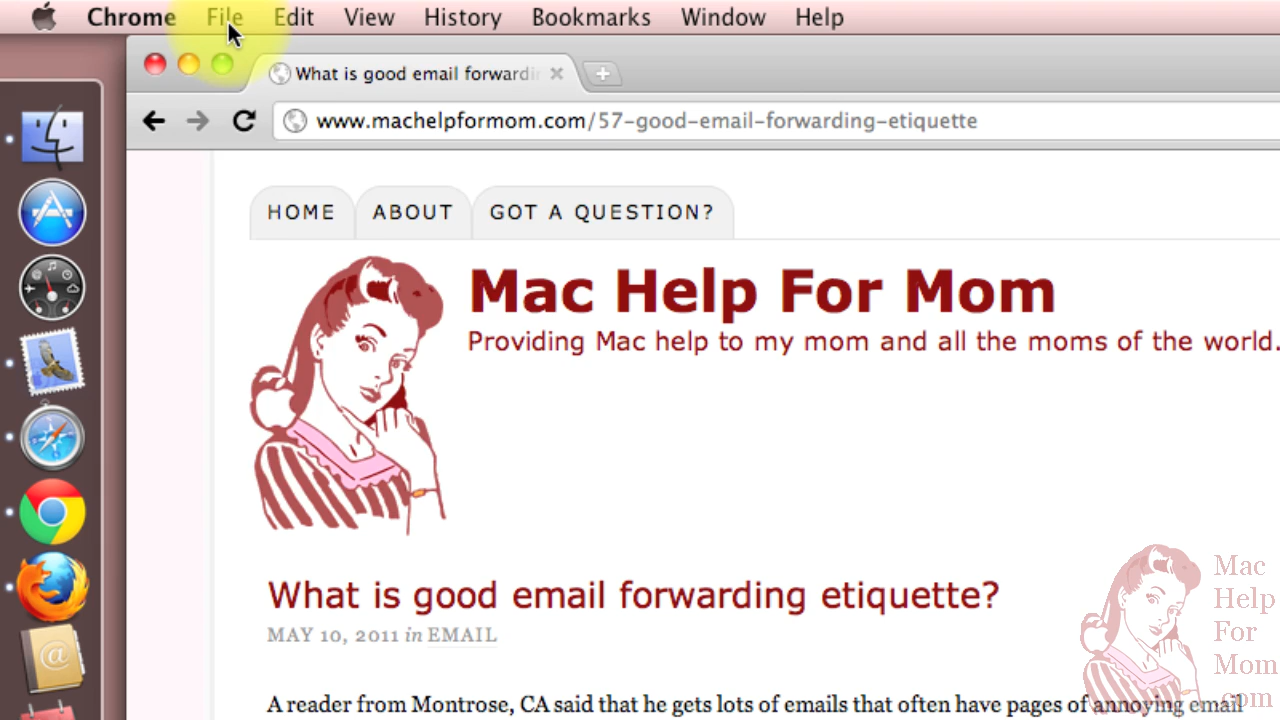 Chrome File Edit View History Bookmarks Window Help
What is good email forwardi
www.machelpformom.com/57-good-email-forwarding-etiquette
HOME ABOUT GOT A QUESTION?
Mac Help For Mom
Providing Mac help to my mom and all the moms of the world.
What is good email forwarding etiquette?
MAY 10, 2011 in EMAIL
A reader from Montrose, CA said that he gets lots of emails that often have pages of annoying email
Mac
Help
For
Mom
.com